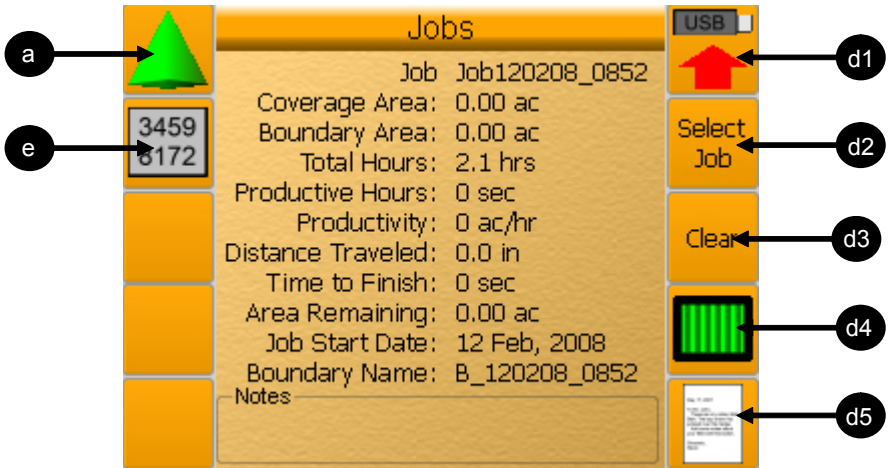 Jobs
USB
a
d1
Job Job120208_0852
Coverage Area: 0.00 ac
3459
8172
e
Boundary Area: 0.00 ac
Select
Job
d2
Total Hours: 2.1 hrs
Productive Hours: 0 sec
Productivity: 0 ac/hr
Clear
d3
Distance Traveled: 0.0 in
Time to Finish: 0 sec
Area Remaining: 0.00 ac
d4
Job Start Date: 12 Feb, 2008
Boundary Name: B_120208_0852
Notes
d5